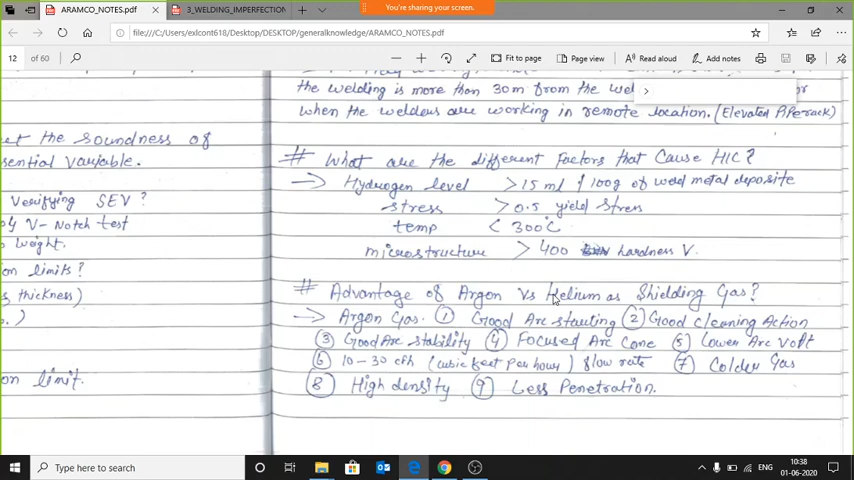 ARAMCO_NOTES.pdf
3_WELDING_IMPERFECTION
You're sharing your screen.
file:///C:/Users/exlcont618/Desktop/DESKTOP/generalknowledge/ARAMCO_NOTES.pdf
12 of 60
Fit to page
Page view
Read aloud
Add notes
the soundness of
sential variable.
Verifying SEV?
V-Notch test
on limits?
s thickness)
on limit.
the welding is more than 30m from the
when the welders are working in remote location. (Elevated Piperack)
# What are the different Factors that Cause HIC?
→ Hydrogen level > 15 ml / 100g of weld metal deposite
stress > 0.5 yield stress
temp < 300°C
microstructure > 400 hardness V.
# Advantage of Argon Vs Helium as Shielding Gas?
→ Argon Gas. ① Good Arc starting ② Good cleaning Action
③ Good Arc stability ④ Focused Arc Cone ⑤ Lower Arc Volt
⑥ 10-30 cfh (cubic feet per hour) flow rate ⑦ Colder Gas
⑧ High density ⑨ Less Penetration.
Type here to search
ENG
10:38
01-06-2020